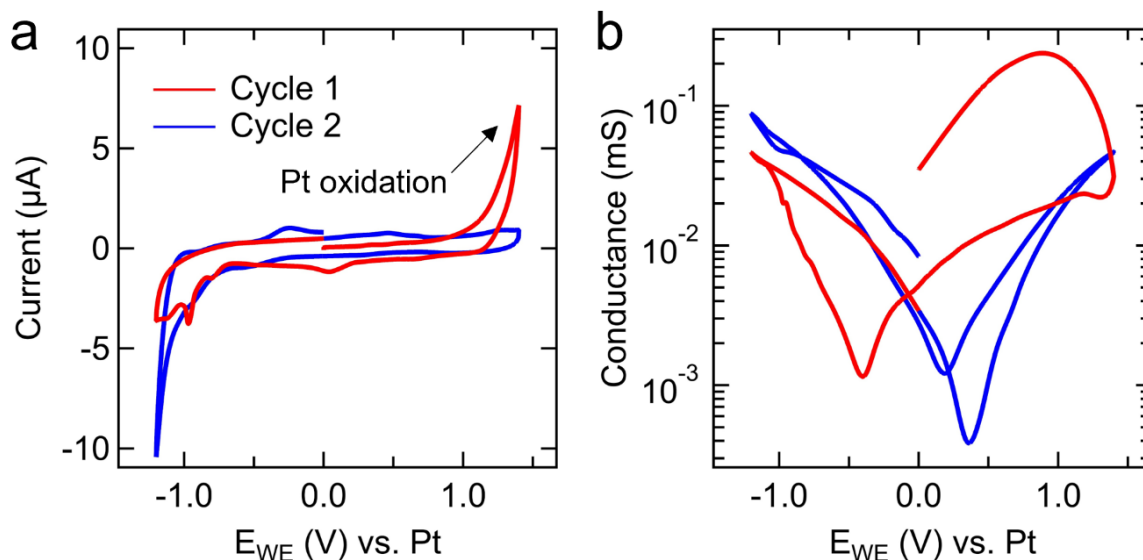 a
10
5
0
-5
-10
Current (µA)
Cycle 1
Cycle 2
Pt oxidation
-1.0 0.0 1.0
E_WE (V) vs. Pt
b
10^-1
10^-2
10^-3
Conductance (mS)
-1.0 0.0 1.0
E_WE (V) vs. Pt